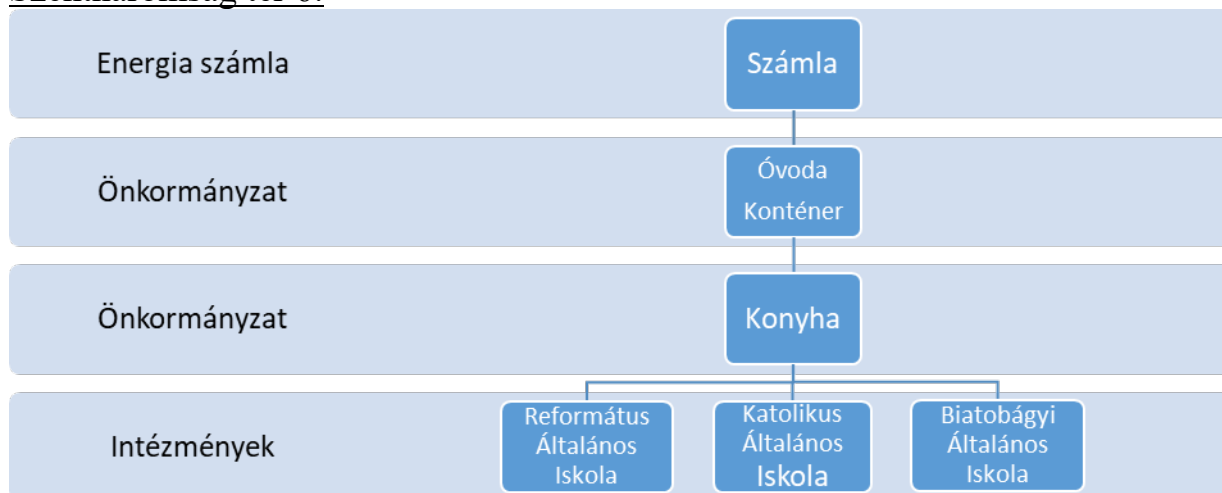 Energia számla
Számla
Önkormányzat
Óvoda
Konténer
Önkormányzat
Konyha
Intézmények
Református
Általános
Iskola
Katolikus
Általános
Iskola
Biatobágyi
Általános
Iskola